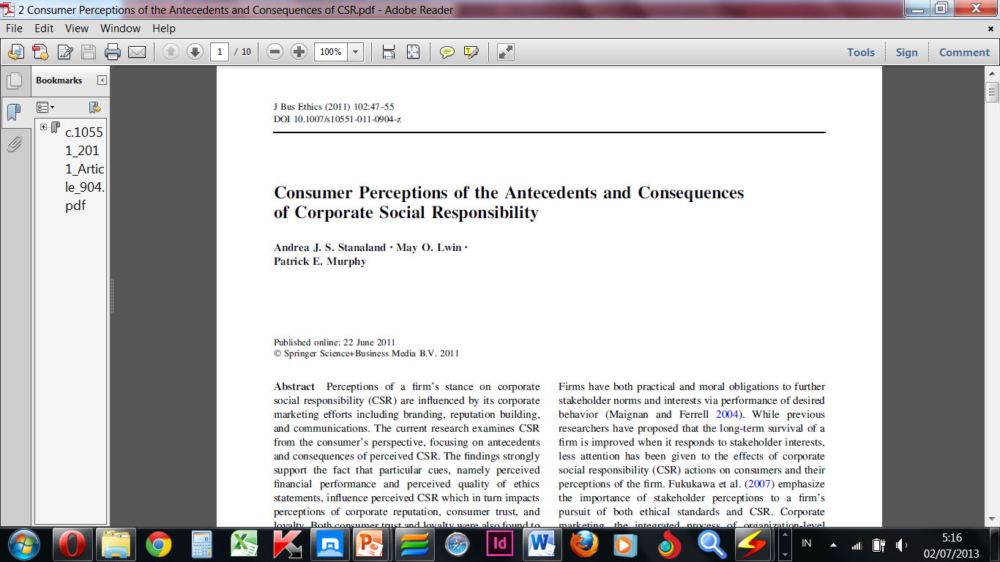 2 Consumer Perceptions of the Antecedents and Consequences of CSR.pdf - Adobe Reader
File Edit View Window Help
1 / 10
100%
Tools Sign Comment
Bookmarks
c.1055
1_201
1_Artic
le_904.
pdf
J Bus Ethics (2011) 102:47–55
DOI 10.1007/s10551-011-0904-z
Consumer Perceptions of the Antecedents and Consequences
of Corporate Social Responsibility
Andrea J. S. Stanaland · May O. Lwin ·
Patrick E. Murphy
Published online: 22 June 2011
© Springer Science+Business Media B.V. 2011
Abstract Perceptions of a firm's stance on corporate
social responsibility (CSR) are influenced by its corporate
marketing efforts including branding, reputation building,
and communications. The current research examines CSR
from the consumer's perspective, focusing on antecedents
and consequences of perceived CSR. The findings strongly
support the fact that particular cues, namely perceived
financial performance and perceived quality of ethics
statements, influence perceived CSR which in turn impacts
perceptions of corporate reputation, consumer trust, and
loyalty. Both consumer trust and loyalty were also found to
Firms have both practical and moral obligations to further
stakeholder norms and interests via performance of desired
behavior (Maignan and Ferrell 2004). While previous
researchers have proposed that the long-term survival of a
firm is improved when it responds to stakeholder interests,
less attention has been given to the effects of corporate
social responsibility (CSR) actions on consumers and their
perceptions of the firm. Fukukawa et al. (2007) emphasize
the importance of stakeholder perceptions to a firm's
pursuit of both ethical standards and CSR. Corporate
marketing, the integrated process of organization-level
IN
5:16
02/07/2013